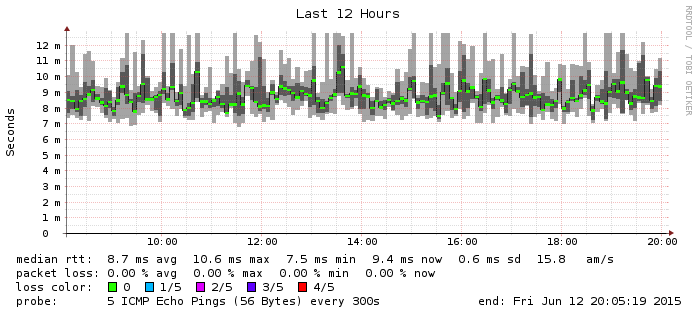 Last 12 Hours
RRDTOOL / TOBI OETIKER
Seconds
12 m
11 m
10 m
9 m
8 m
7 m
6 m
5 m
4 m
3 m
2 m
1 m
0
10:00 12:00 14:00 16:00 18:00 20:00
median rtt: 8.7 ms avg 10.6 ms max 7.5 ms min 9.4 ms now 0.6 ms sd 15.8 am/s
packet loss: 0.00 % avg 0.00 % max 0.00 % min 0.00 % now
loss color: 0 1/5 2/5 3/5 4/5
probe: 5 ICMP Echo Pings (56 Bytes) every 300s end: Fri Jun 12 20:05:19 2015